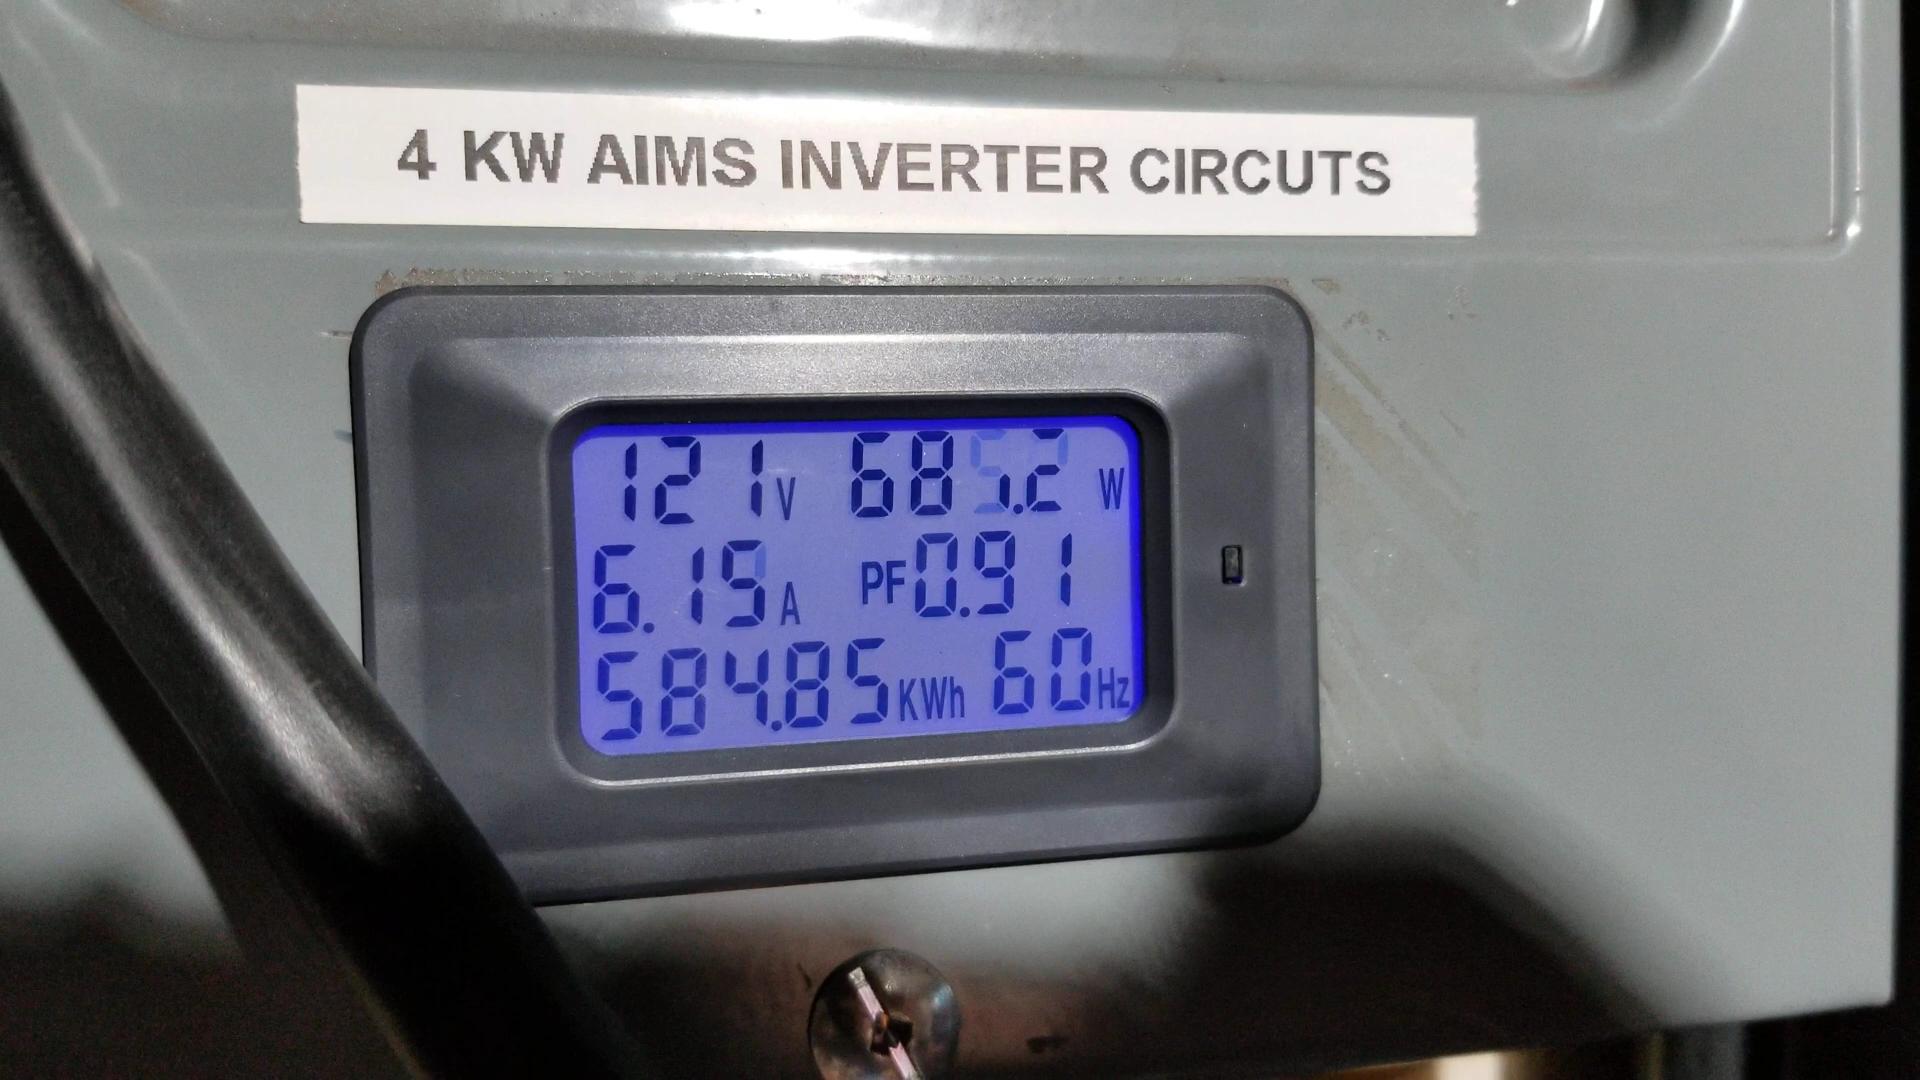 4 KW AIMS INVERTER CIRCUTS
121 V 685.2 W
6.19 A PF 0.91
584.85 KWh 60 Hz